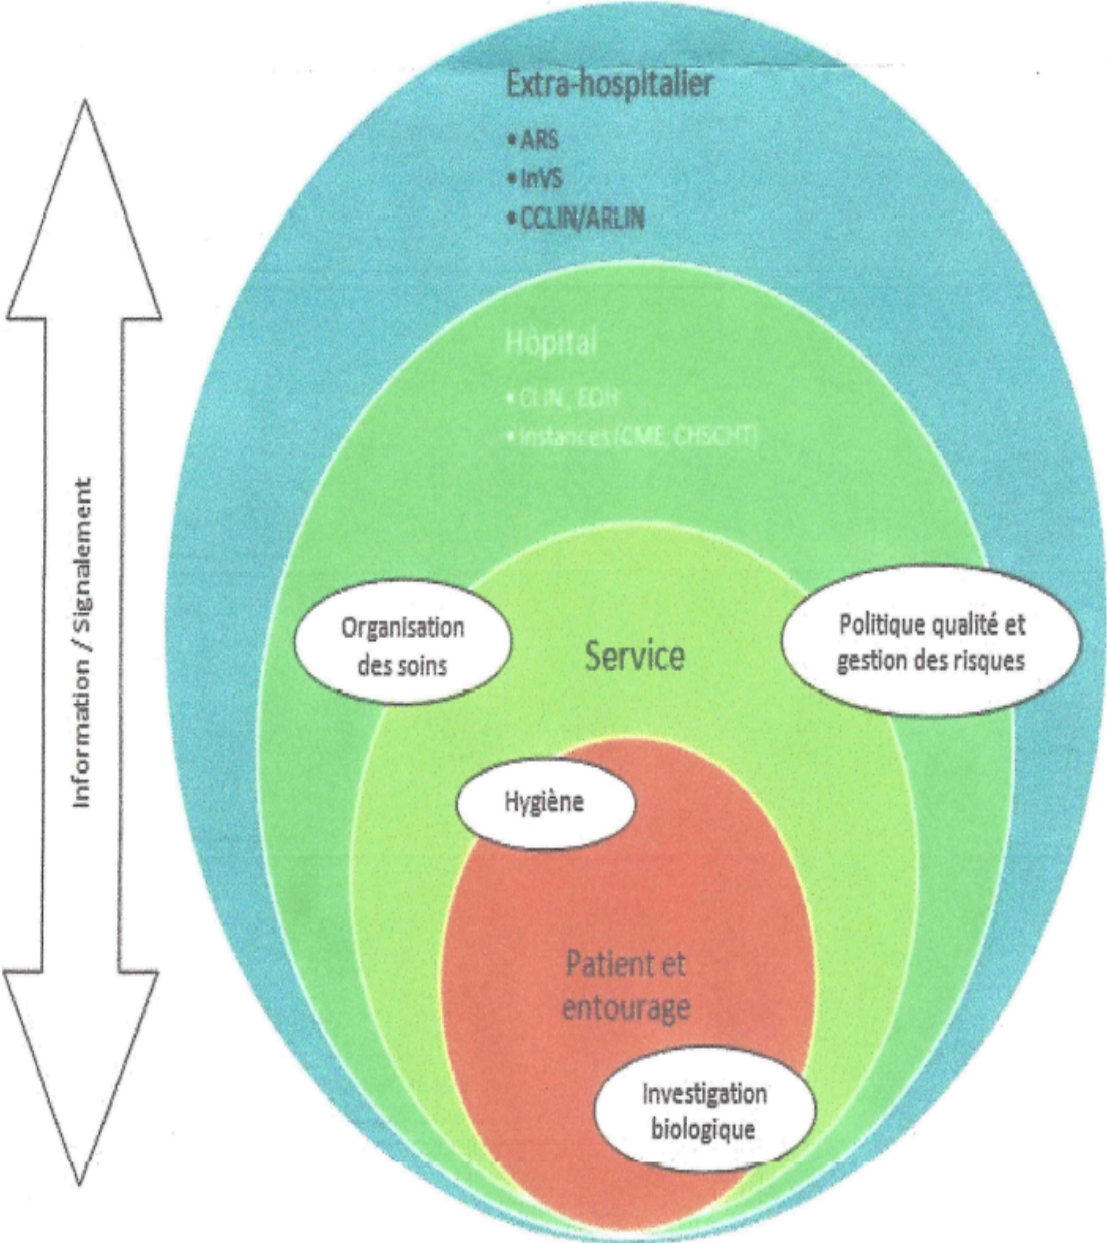 Extra-hospitalier
• ARS
• InVS
• CCLIN/ARLIN
Hôpital
• CLIN, EOH
• Instances (CME, CHSCHT)
Information / Signalement
Organisation
des soins
Service
Politique qualité et
gestion des risques
Hygiène
Patient et
entourage
Investigation
biologique